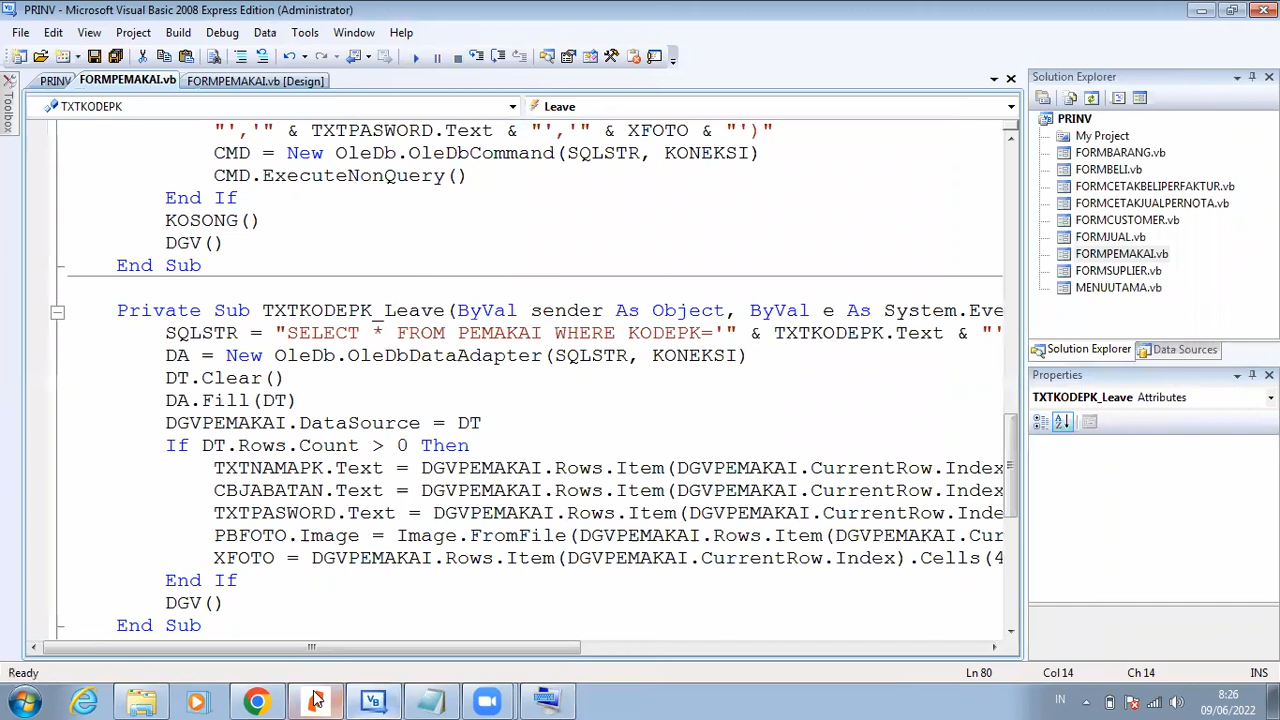 PRINV - Microsoft Visual Basic 2008 Express Edition (Administrator)
File Edit View Project Build Debug Data Tools Window Help
PRINV FORMPEMAKAI.vb FORMPEMAKAI.vb [Design]
Toolbox
TXTKODEPK Leave
"','" & TXTPASWORD.Text & "','" & XFOTO & "')"
CMD = New OleDb.OleDbCommand(SQLSTR, KONEKSI)
CMD.ExecuteNonQuery()
End If
KOSONG()
DGV()
End Sub
Private Sub TXTKODEPK_Leave(ByVal sender As Object, ByVal e As System.Eve
SQLSTR = "SELECT * FROM PEMAKAI WHERE KODEPK='" & TXTKODEPK.Text & "'
DA = New OleDb.OleDbDataAdapter(SQLSTR, KONEKSI)
DT.Clear()
DA.Fill(DT)
DGVPEMAKAI.DataSource = DT
If DT.Rows.Count > 0 Then
TXTNAMAPK.Text = DGVPEMAKAI.Rows.Item(DGVPEMAKAI.CurrentRow.Index
CBJABATAN.Text = DGVPEMAKAI.Rows.Item(DGVPEMAKAI.CurrentRow.Index
TXTPASWORD.Text = DGVPEMAKAI.Rows.Item(DGVPEMAKAI.CurrentRow.Inde
PBFOTO.Image = Image.FromFile(DGVPEMAKAI.Rows.Item(DGVPEMAKAI.Cur
XFOTO = DGVPEMAKAI.Rows.Item(DGVPEMAKAI.CurrentRow.Index).Cells(4
End If
DGV()
End Sub
Solution Explorer
PRINV
My Project
FORMBARANG.vb
FORMBELI.vb
FORMCETAKBELIPERFAKTUR.vb
FORMCETAKJUALPERNOTA.vb
FORMCUSTOMER.vb
FORMJUAL.vb
FORMPEMAKAI.vb
FORMSUPLIER.vb
MENUUTAMA.vb
Solution Explorer Data Sources
Properties
TXTKODEPK_Leave Attributes
Ready Ln 80 Col 14 Ch 14 INS
IN 8:26
09/06/2022